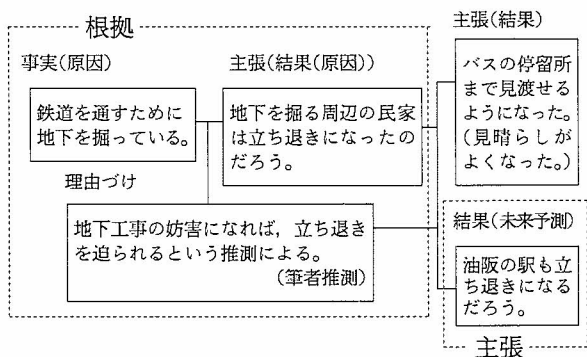 根拠
事実(原因)
鉄道を通すために
地下を掘っている。
主張(結果(原因))
地下を掘る周辺の民家
は立ち退きになったの
だろう。
理由づけ
地下工事の妨害になれば，立ち退き
を迫られるという推測による。
(筆者推測)
主張(結果)
バスの停留所
まで見渡せる
ようになった。
(見晴らしが
よくなった。)
結果(未来予測)
油阪の駅も立
ち退きになる
だろう。
主張